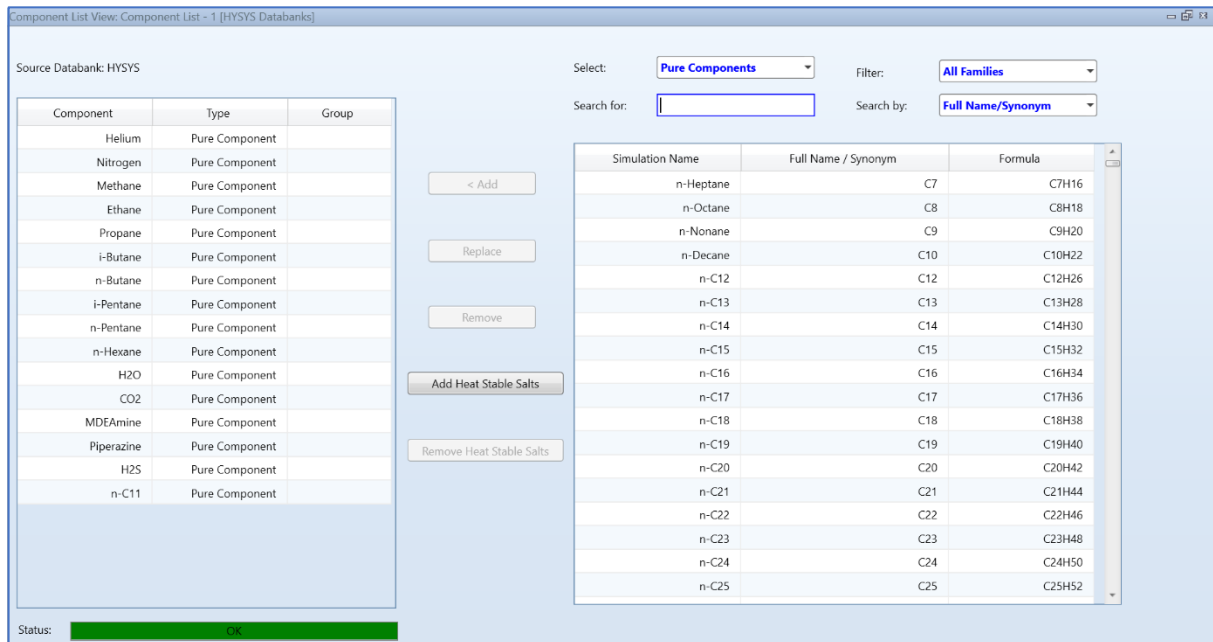 Component List View: Component List - 1 [HYSYS Databanks]
Source Databank: HYSYS
Select: Pure Components Filter: All Families
Search for: Search by: Full Name/Synonym
Component Type Group
Helium Pure Component
Nitrogen Pure Component
Methane Pure Component
Ethane Pure Component
Propane Pure Component
i-Butane Pure Component
n-Butane Pure Component
i-Pentane Pure Component
n-Pentane Pure Component
n-Hexane Pure Component
H2O Pure Component
CO2 Pure Component
MDEAmine Pure Component
Piperazine Pure Component
H2S Pure Component
n-C11 Pure Component
< Add
Replace
Remove
Add Heat Stable Salts
Remove Heat Stable Salts
Simulation Name Full Name / Synonym Formula
n-Heptane C7 C7H16
n-Octane C8 C8H18
n-Nonane C9 C9H20
n-Decane C10 C10H22
n-C12 C12 C12H26
n-C13 C13 C13H28
n-C14 C14 C14H30
n-C15 C15 C15H32
n-C16 C16 C16H34
n-C17 C17 C17H36
n-C18 C18 C18H38
n-C19 C19 C19H40
n-C20 C20 C20H42
n-C21 C21 C21H44
n-C22 C22 C22H46
n-C23 C23 C23H48
n-C24 C24 C24H50
n-C25 C25 C25H52
Status: OK